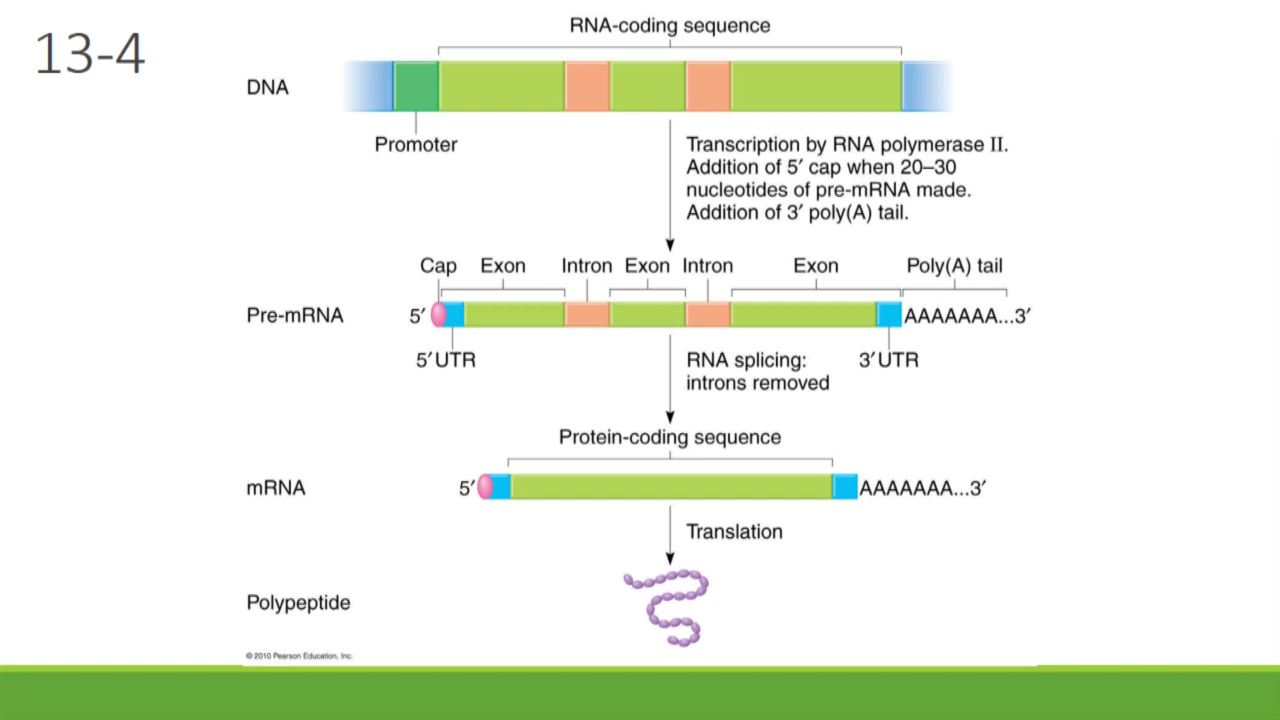 13-4
RNA-coding sequence
DNA
Promoter
Transcription by RNA polymerase II.
Addition of 5′ cap when 20–30
nucleotides of pre-mRNA made.
Addition of 3′ poly(A) tail.
Cap Exon Intron Exon Intron Exon Poly(A) tail
Pre-mRNA 5′ AAAAAAA...3′
5′UTR RNA splicing: 3′UTR
introns removed
Protein-coding sequence
mRNA 5′ AAAAAAA...3′
Translation
Polypeptide
© 2010 Pearson Education, Inc.